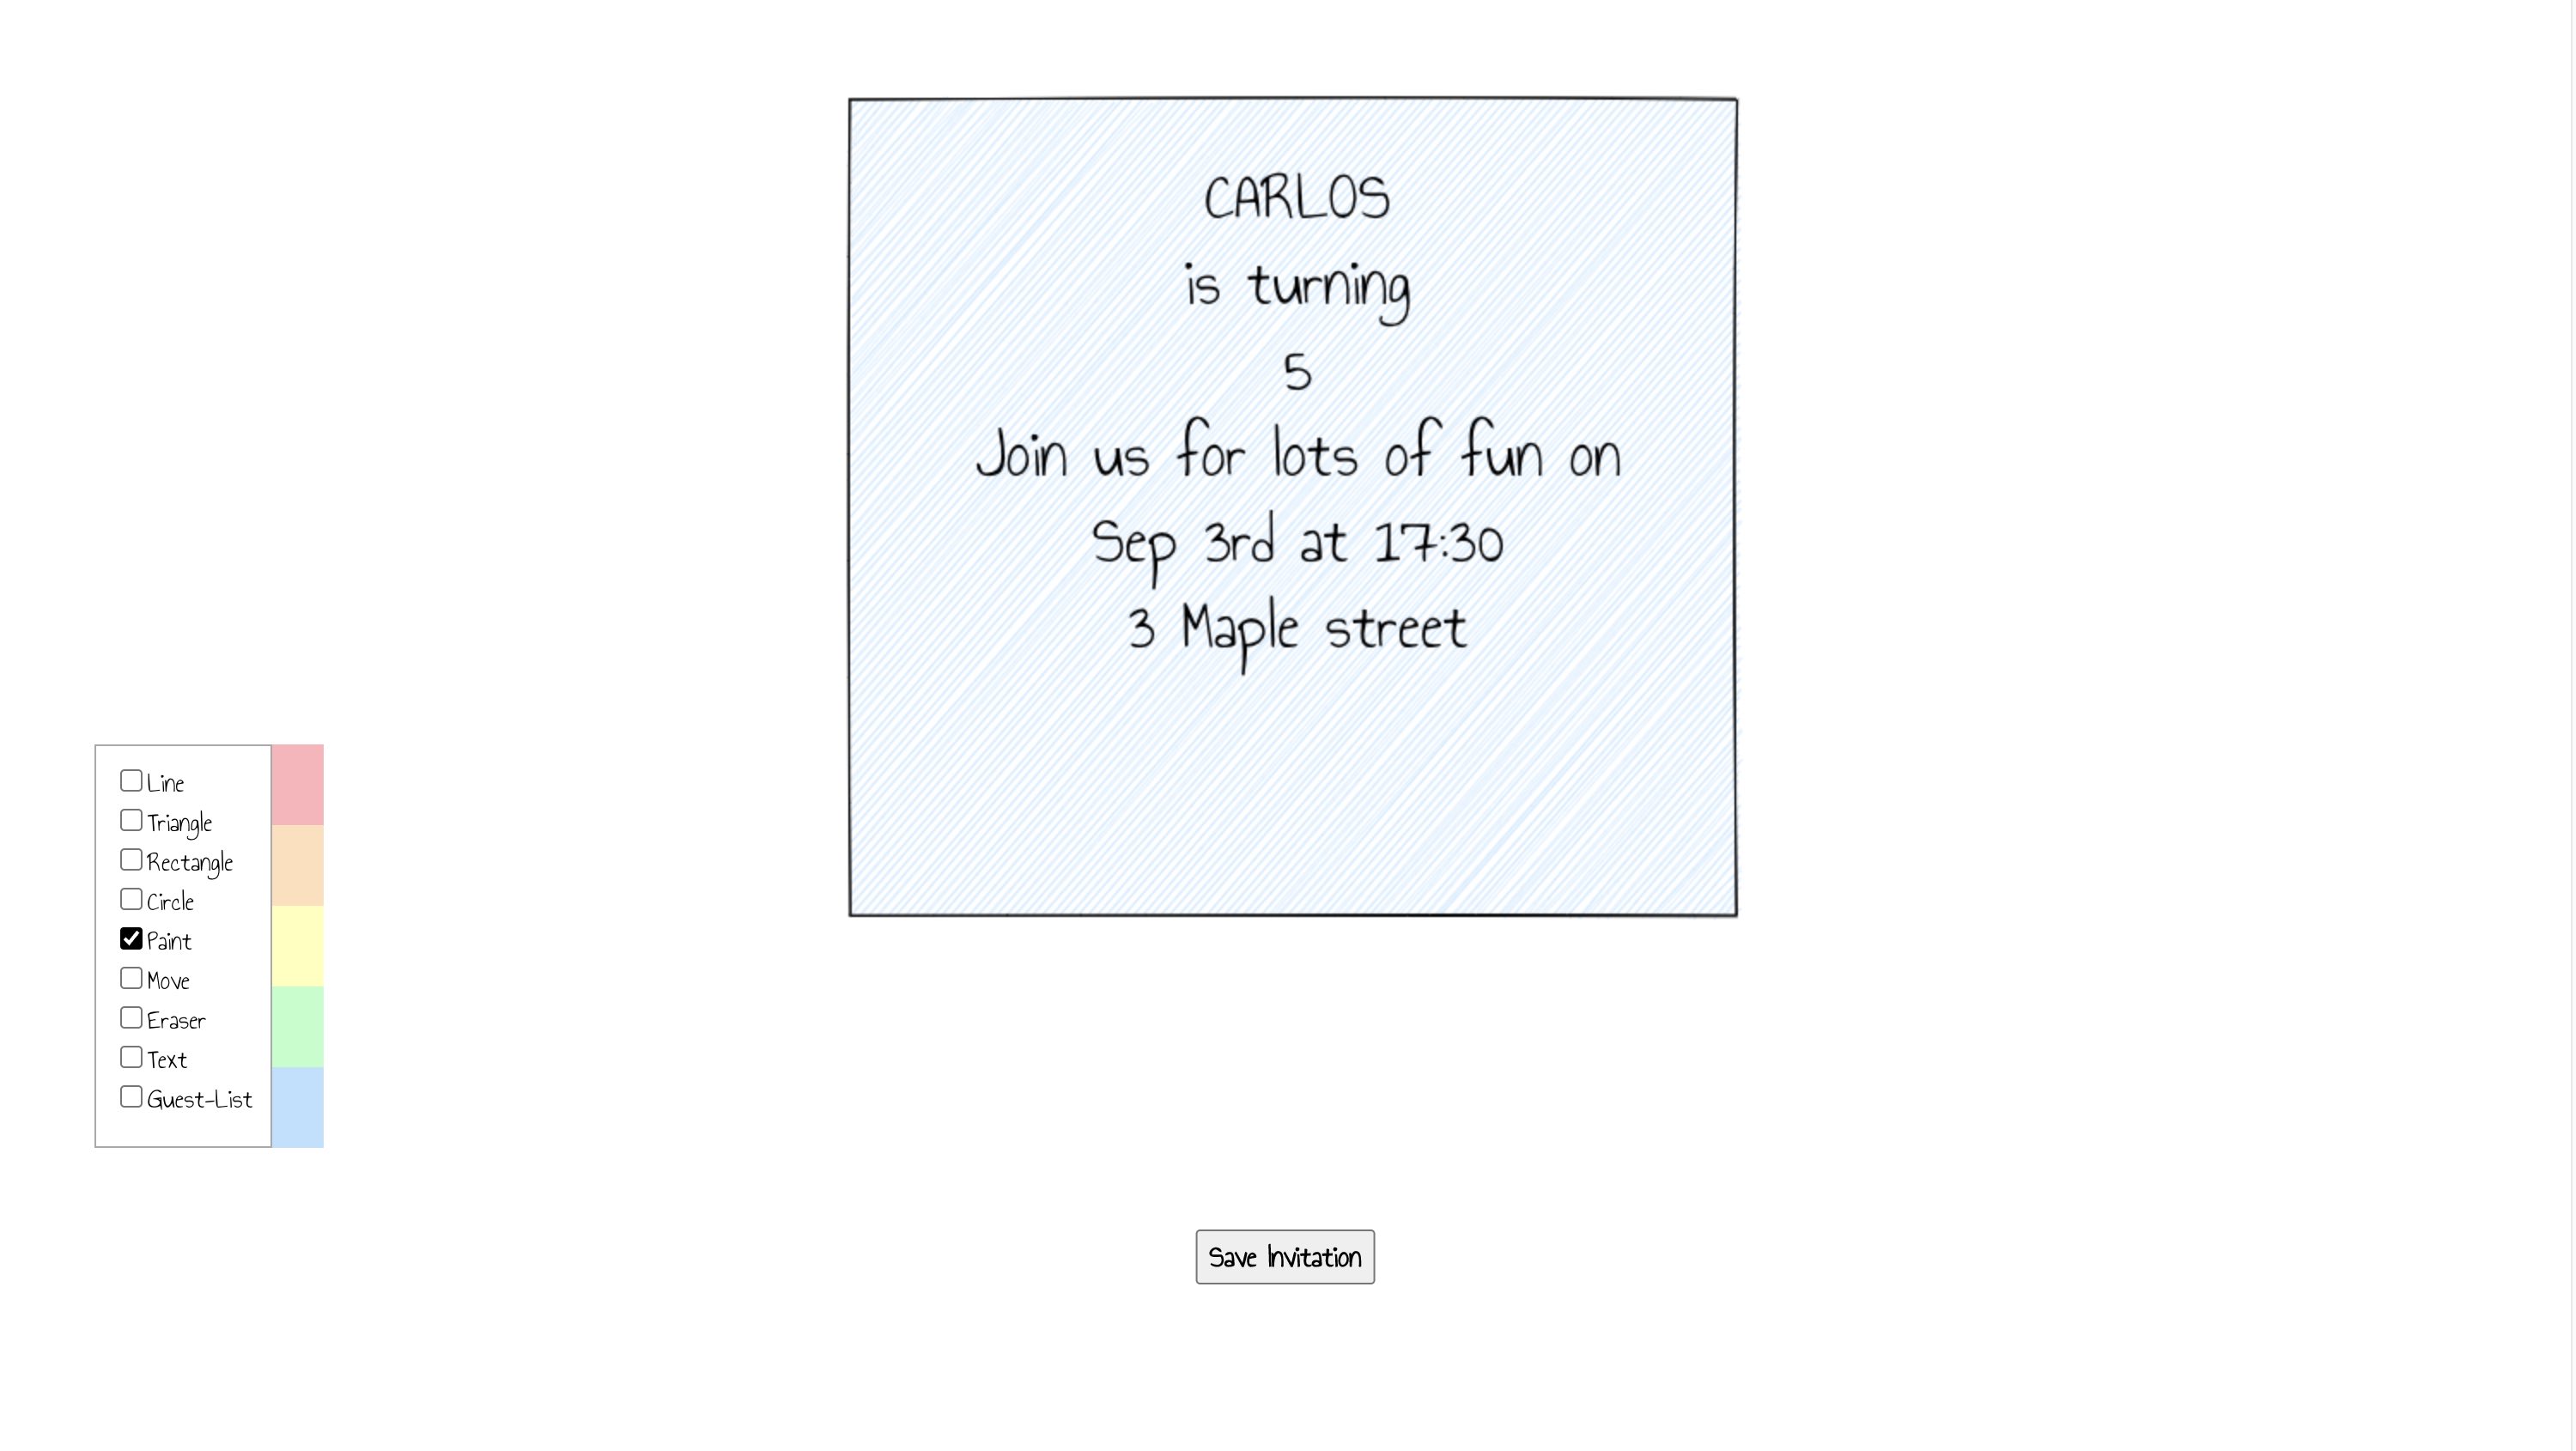 CARLOS
is turning
5
Join us for lots of fun on
Sep 3rd at 17:30
3 Maple street
Line
Triangle
Rectangle
Circle
Paint
Move
Eraser
Text
Guest-List
Save Invitation